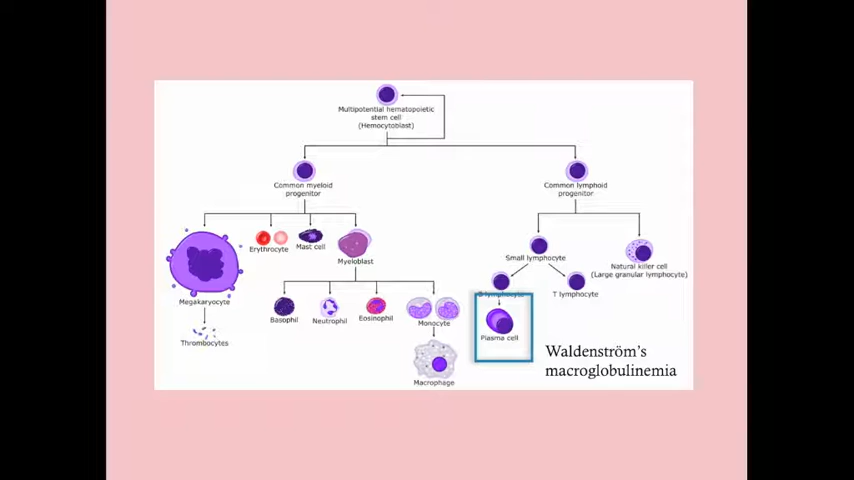 Multipotential hematopoietic
stem cell
(Hemocytoblast)
Common myeloid
progenitor
Common lymphoid
progenitor
Erythrocyte
Mast cell
Myeloblast
Small lymphocyte
Natural killer cell
(Large granular lymphocyte)
Megakaryocyte
Basophil
Neutrophil
Eosinophil
Monocyte
B lymphocyte
T lymphocyte
Thrombocytes
Plasma cell
Macrophage
Waldenström's
macroglobulinemia